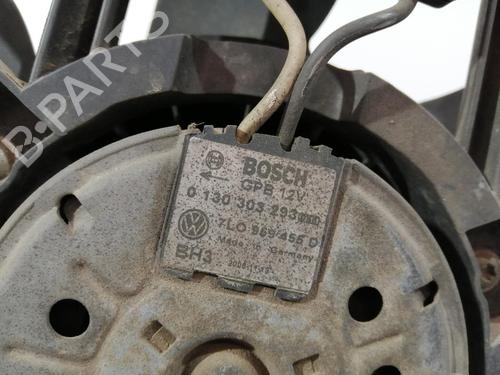 B-PARTS
BOSCH
GPB 12V
0 130 303 293
7L0 959 455 D
Made in Germany
BH3